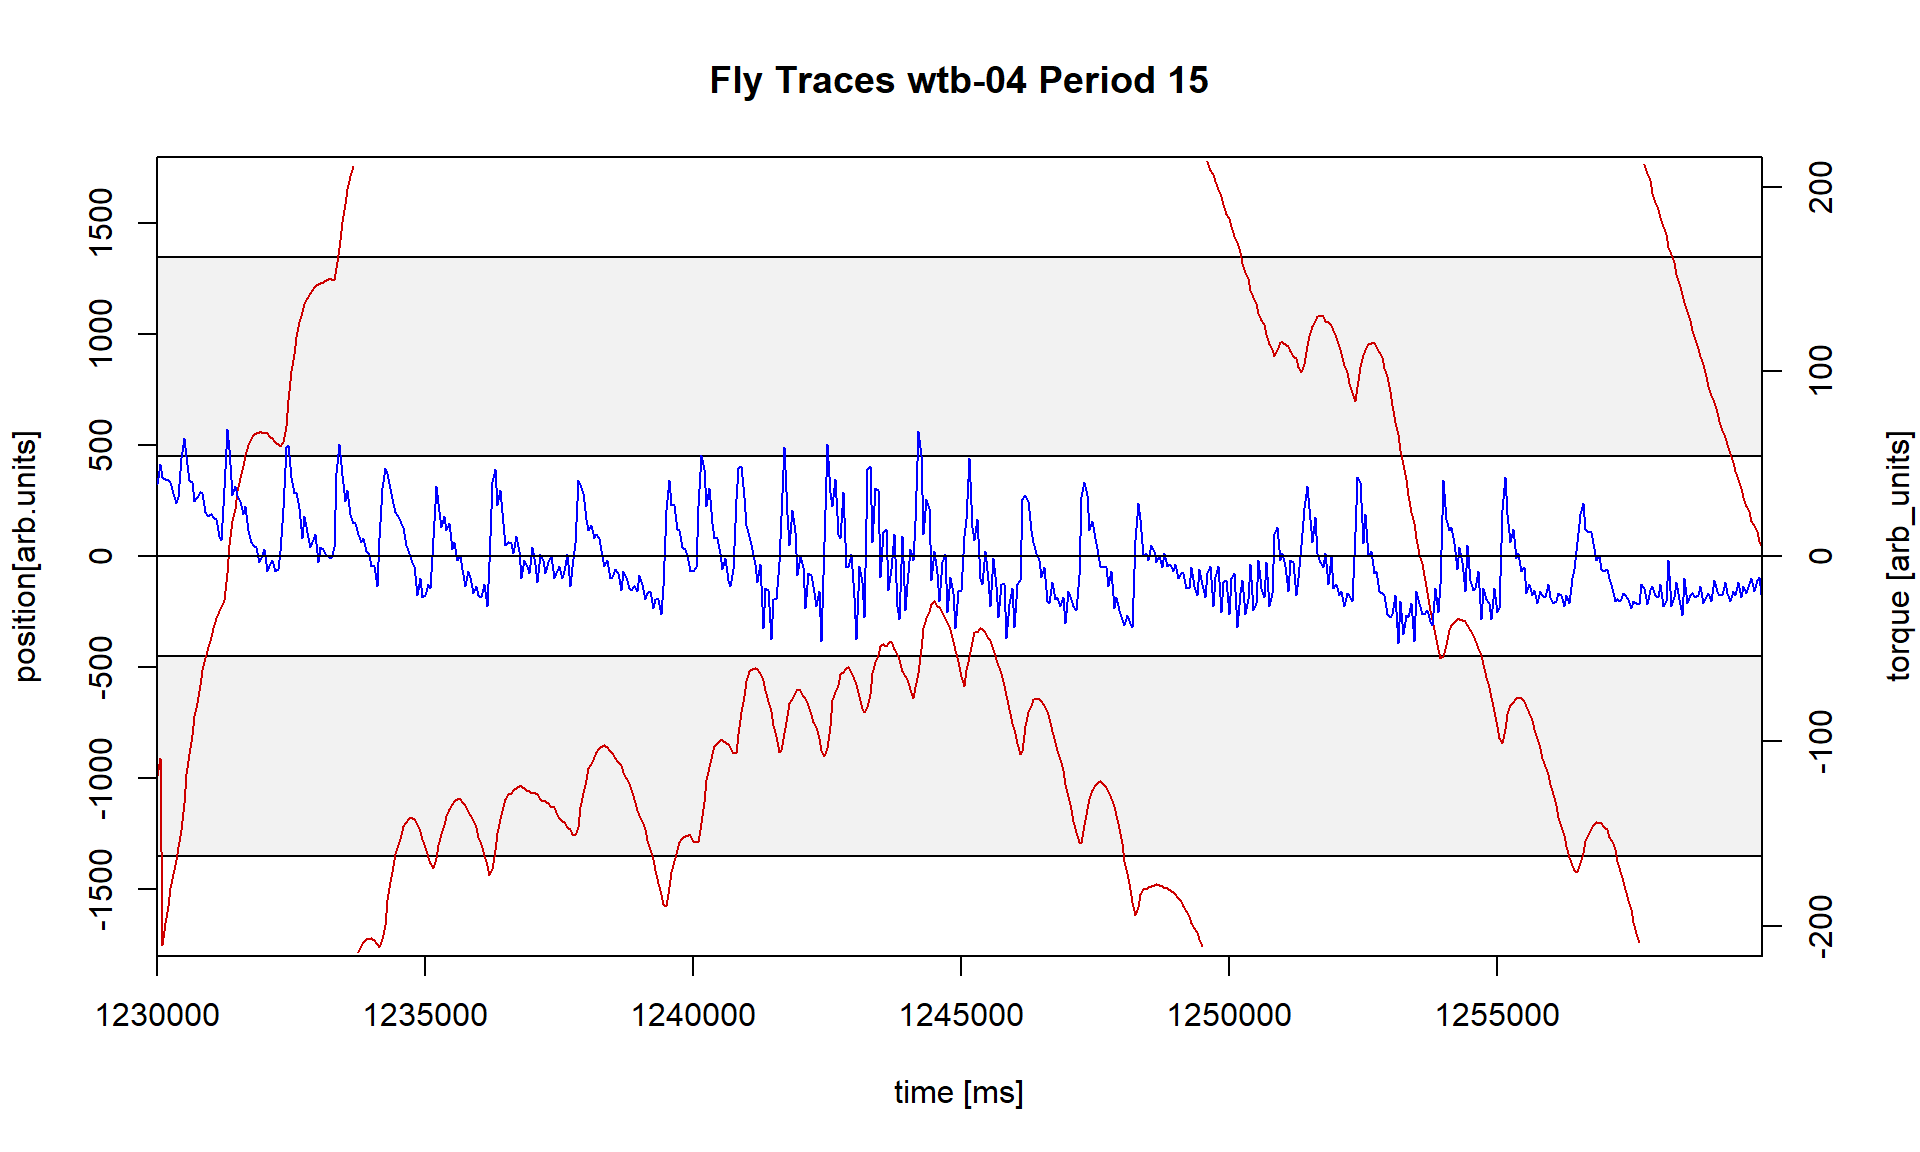 Fly Traces wtb-04 Period 15
position[arb.units]
1500
1000
500
0
-500
-1000
-1500
200
100
0
-100
-200
torque [arb_units]
1230000 1235000 1240000 1245000 1250000 1255000
time [ms]